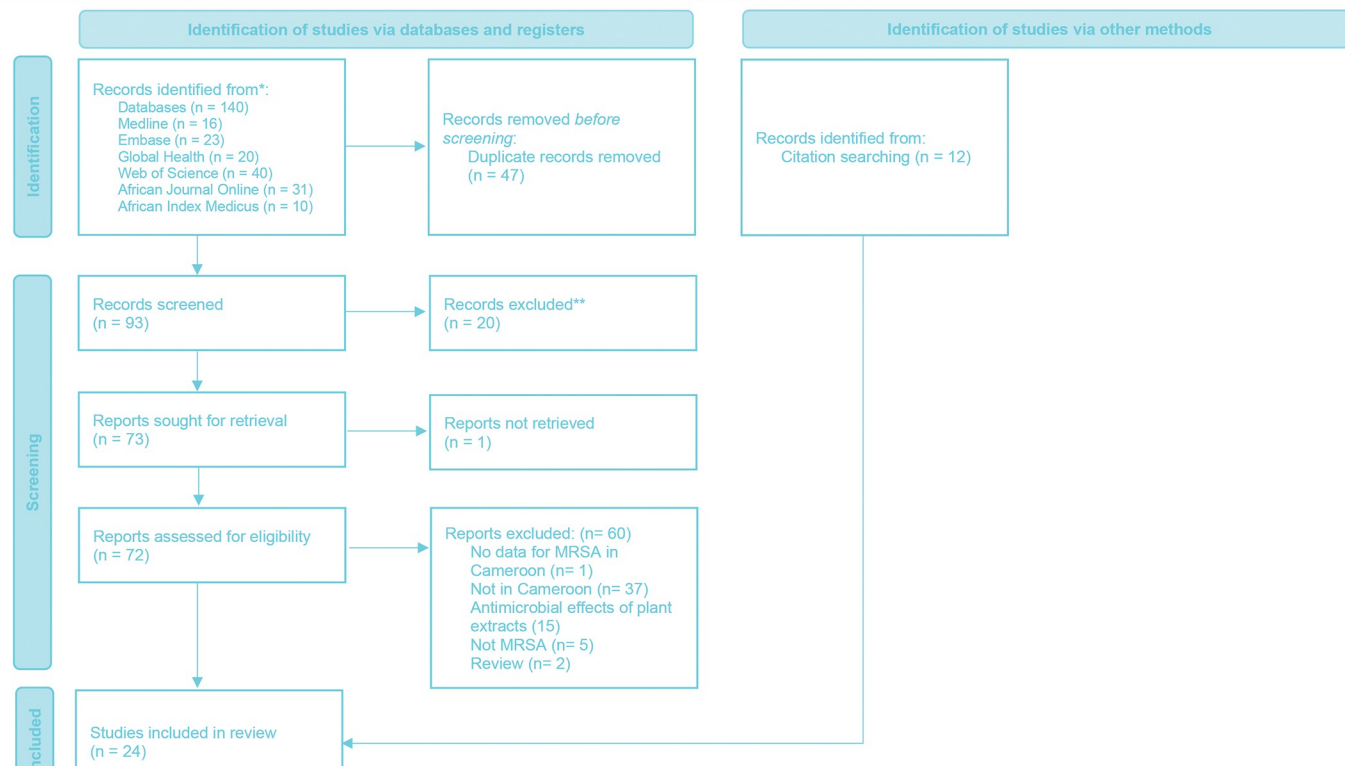 Identification of studies via databases and registers
Identification of studies via other methods
Identification
Records identified from*:
Databases (n = 140)
Medline (n = 16)
Embase (n = 23)
Global Health (n = 20)
Web of Science (n = 40)
African Journal Online (n = 31)
African Index Medicus (n = 10)
Records removed before
screening:
Duplicate records removed
(n = 47)
Records identified from:
Citation searching (n = 12)
Screening
Records screened
(n = 93)
Records excluded**
(n = 20)
Reports sought for retrieval
(n = 73)
Reports not retrieved
(n = 1)
Reports assessed for eligibility
(n = 72)
Reports excluded: (n= 60)
No data for MRSA in
Cameroon (n= 1)
Not in Cameroon (n= 37)
Antimicrobial effects of plant
extracts (15)
Not MRSA (n= 5)
Review (n= 2)
ncluded
Studies included in review
(n = 24)